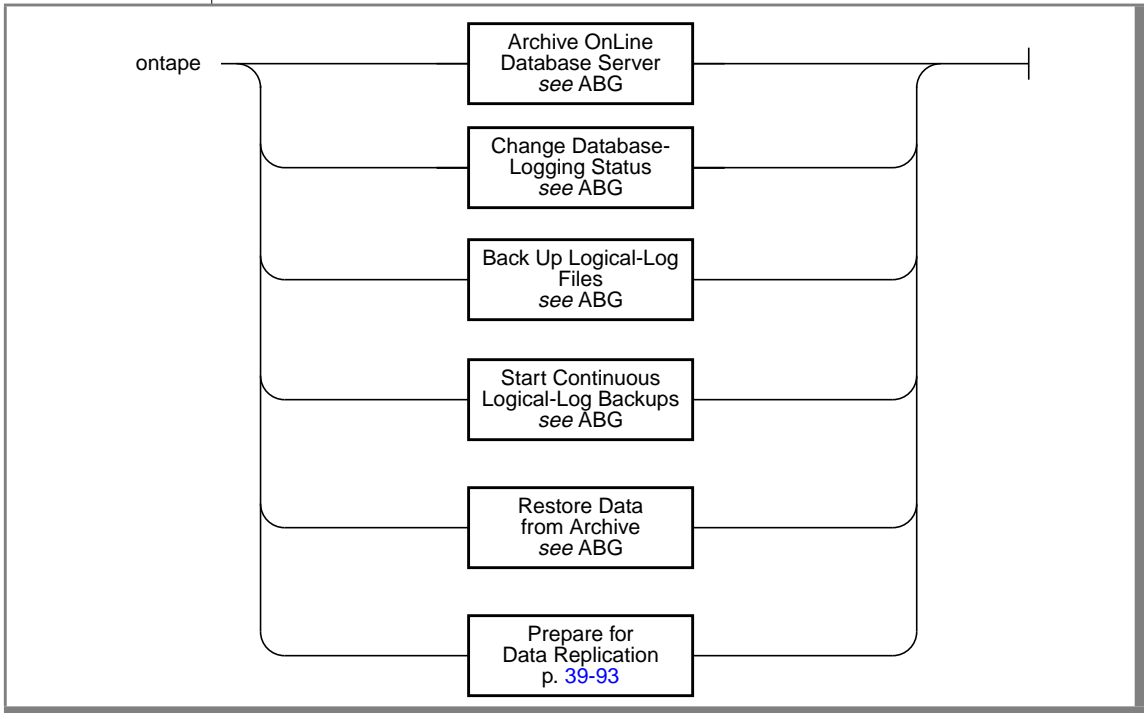 ontape
Archive OnLine
Database Server
see ABG
Change Database-
Logging Status
see ABG
Back Up Logical-Log
Files
see ABG
Start Continuous
Logical-Log Backups
see ABG
Restore Data
from Archive
see ABG
Prepare for
Data Replication
p. 39-93